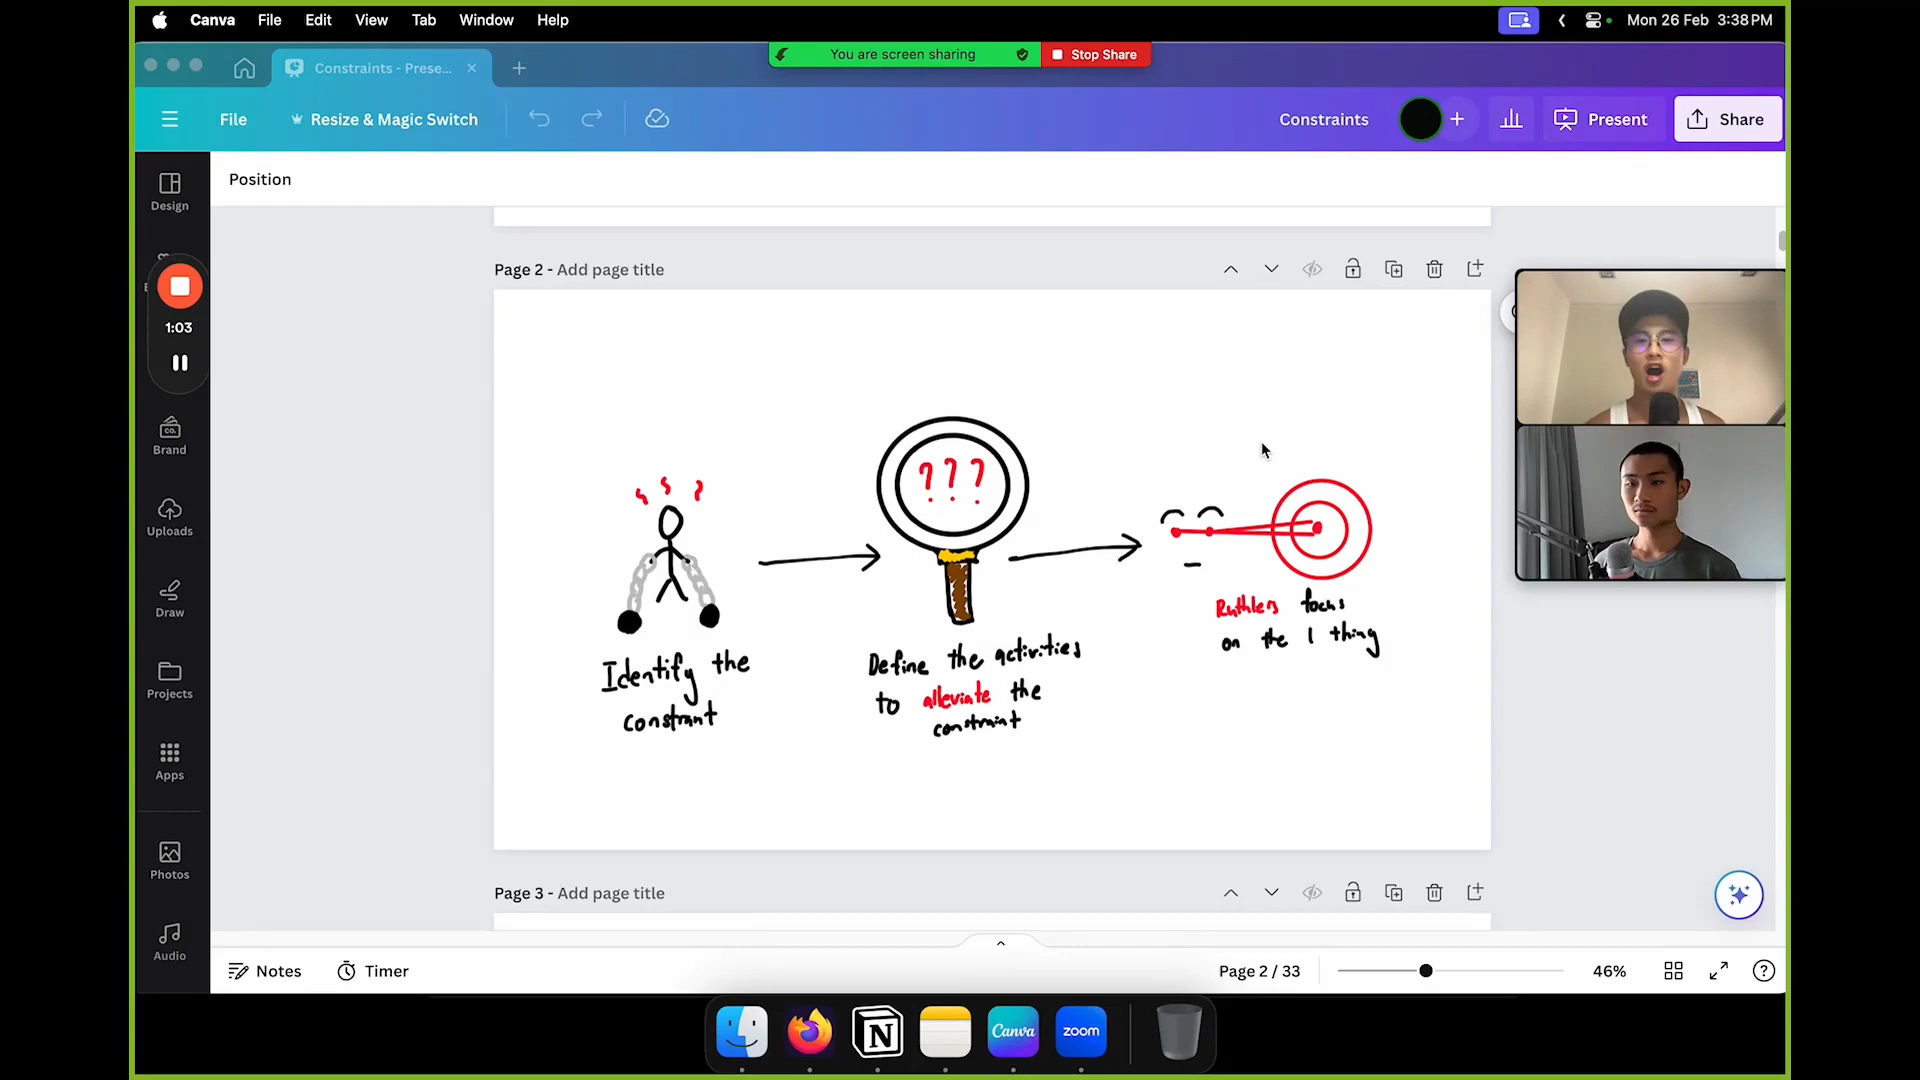 Canva File Edit View Tab Window Help
Mon 26 Feb 3:38 PM
Constraints - Prese...
You are screen sharing
Stop Share
File
Resize & Magic Switch
Constraints
Present
Share
Position
Design
1:03
Brand
Uploads
Draw
Projects
Apps
Photos
Audio
Page 2 - Add page title
? ? ?
Identify the
constrant
Define the activities
to alleviate the
constraint
Ruthless focus
on the 1 thing
Page 3 - Add page title
Notes
Timer
Page 2 / 33
46%
Canva
zoom